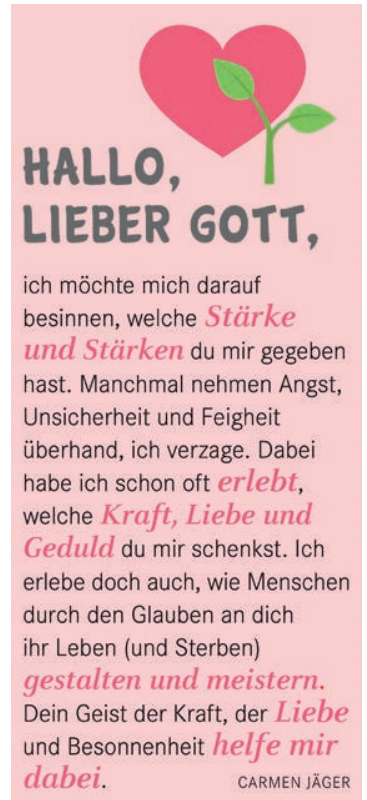 HALLO,
LIEBER GOTT,
ich möchte mich darauf
besinnen, welche Stärke
und Stärken du mir gegeben
hast. Manchmal nehmen Angst,
Unsicherheit und Feigheit
überhand, ich verzage. Dabei
habe ich schon oft erlebt,
welche Kraft, Liebe und
Geduld du mir schenkst. Ich
erlebe doch auch, wie Menschen
durch den Glauben an dich
ihr Leben (und Sterben)
gestalten und meistern.
Dein Geist der Kraft, der Liebe
und Besonnenheit helfe mir
dabei.
CARMEN JÄGER